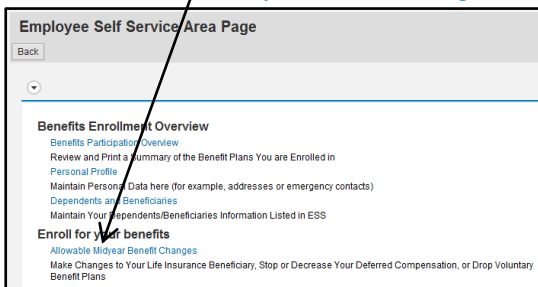 Employee Self Service Area Page
Back
Benefits Enrollment Overview
Benefits Participation Overview
Review and Print a Summary of the Benefit Plans You are Enrolled in
Personal Profile
Maintain Personal Data here (for example, addresses or emergency contacts)
Dependents and Beneficiaries
Maintain Your Dependents/Beneficiaries Information Listed in ESS
Enroll for your benefits
Allowable Midyear Benefit Changes
Make Changes to Your Life Insurance Beneficiary, Stop or Decrease Your Deferred Compensation, or Drop Voluntary
Benefit Plans